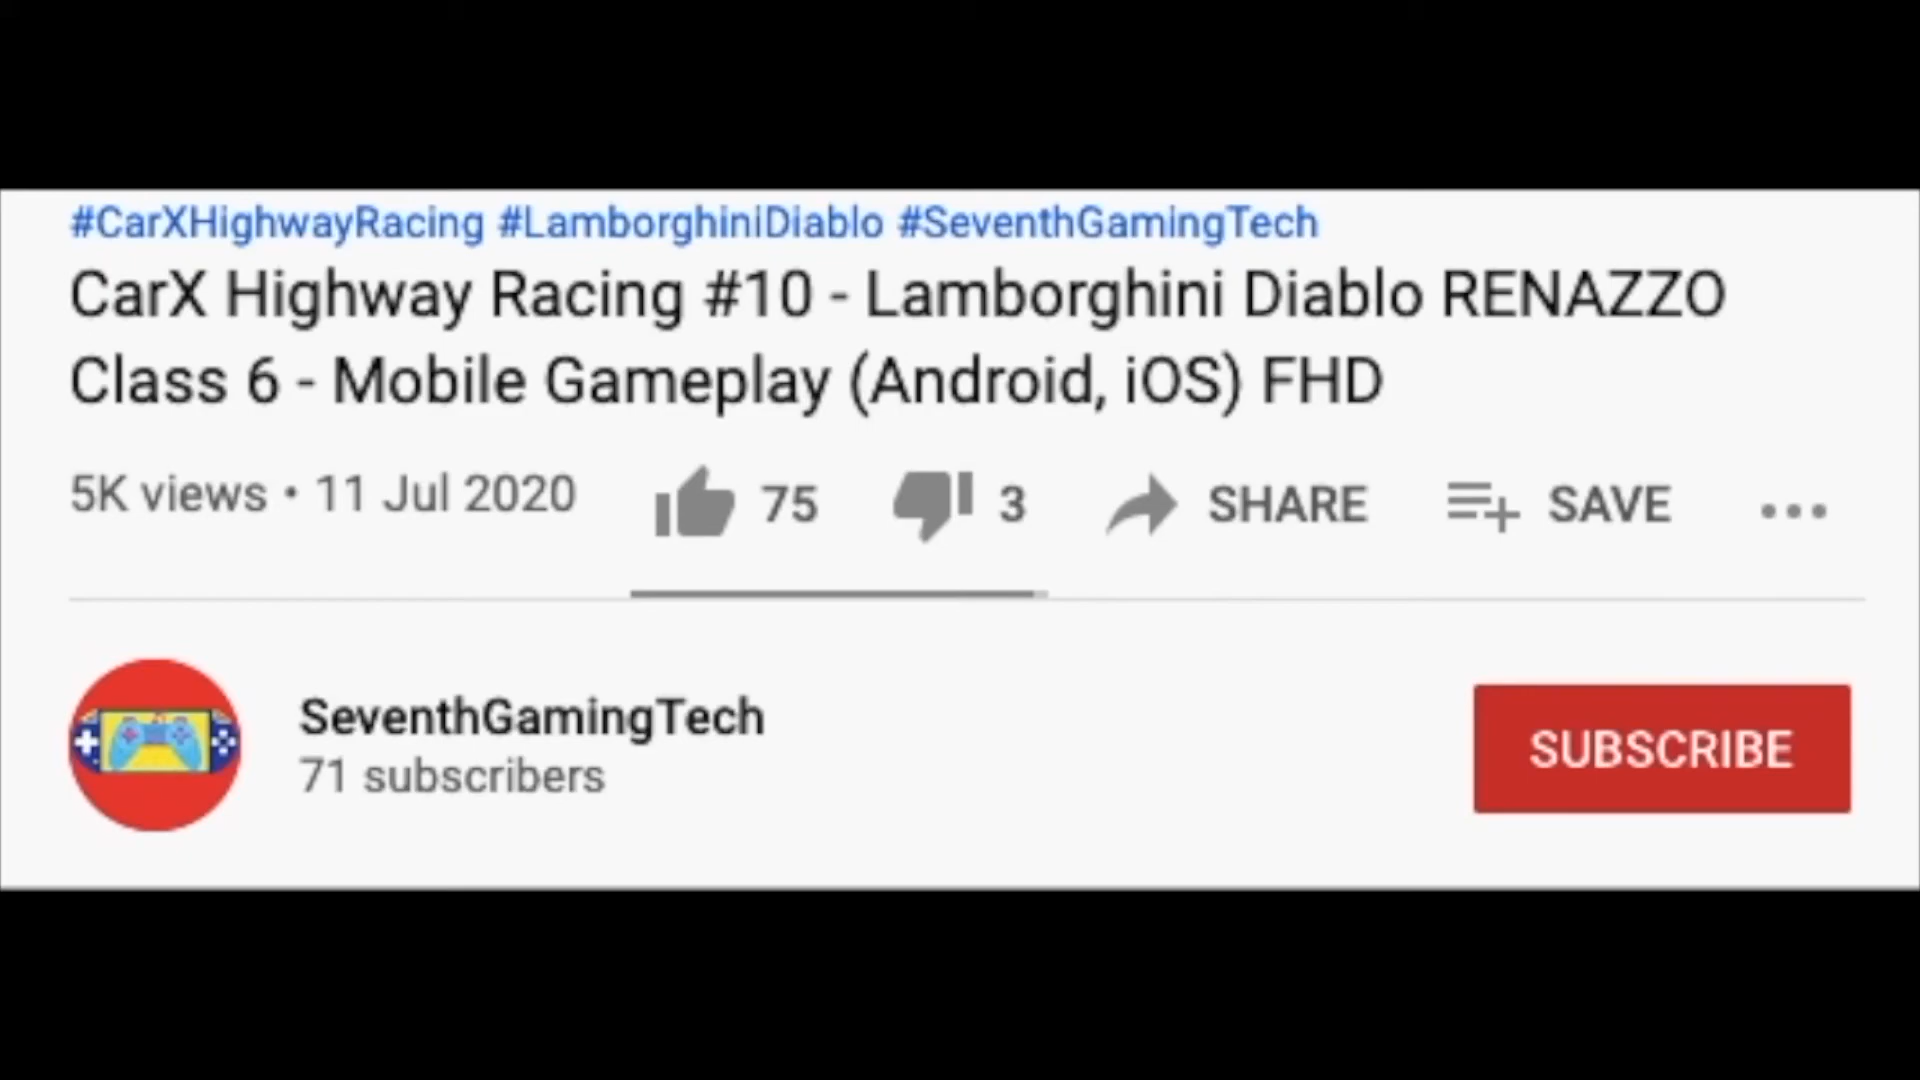 #CarXHighwayRacing #LamborghiniDiablo #SeventhGamingTech
CarX Highway Racing #10 - Lamborghini Diablo RENAZZO
Class 6 - Mobile Gameplay (Android, iOS) FHD
5K views • 11 Jul 2020 75 3 SHARE SAVE
SeventhGamingTech
71 subscribers
SUBSCRIBE